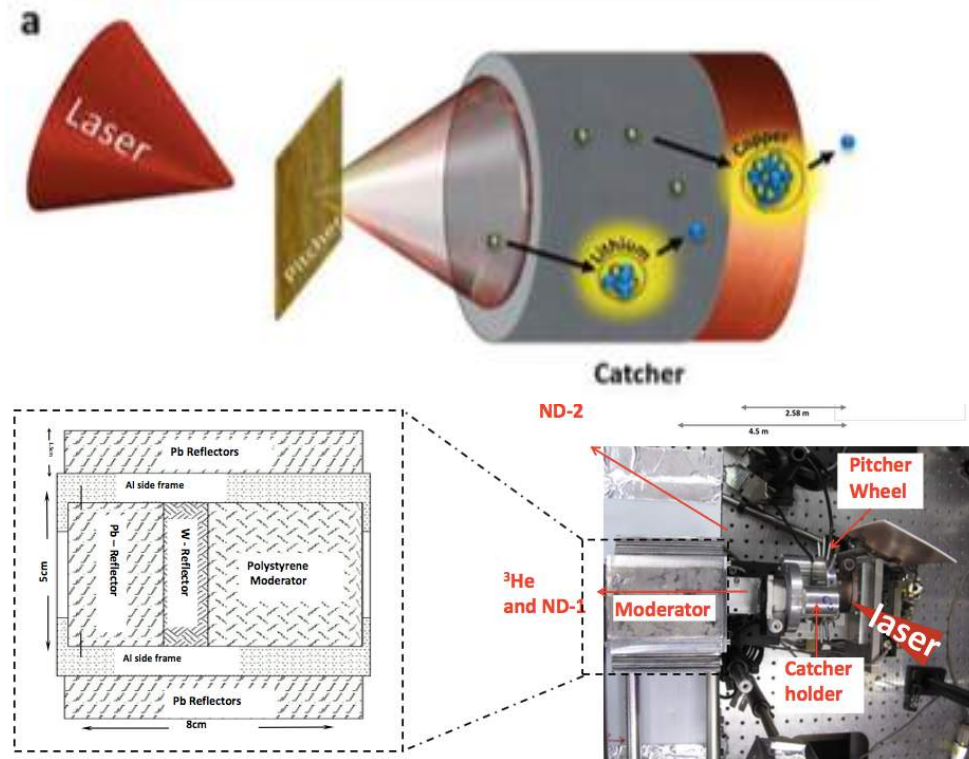 a
Laser
Pitcher
Lithium
Copper
Catcher
ND-2
2.58 m
4.5 m
Pb Reflectors
Al side frame
5cm
Pb – Reflector
W - Reflector
Polystyrene
Moderator
Al side frame
Pb Reflectors
8cm
Pitcher
Wheel
³He
and ND-1
Moderator
laser
Catcher
holder